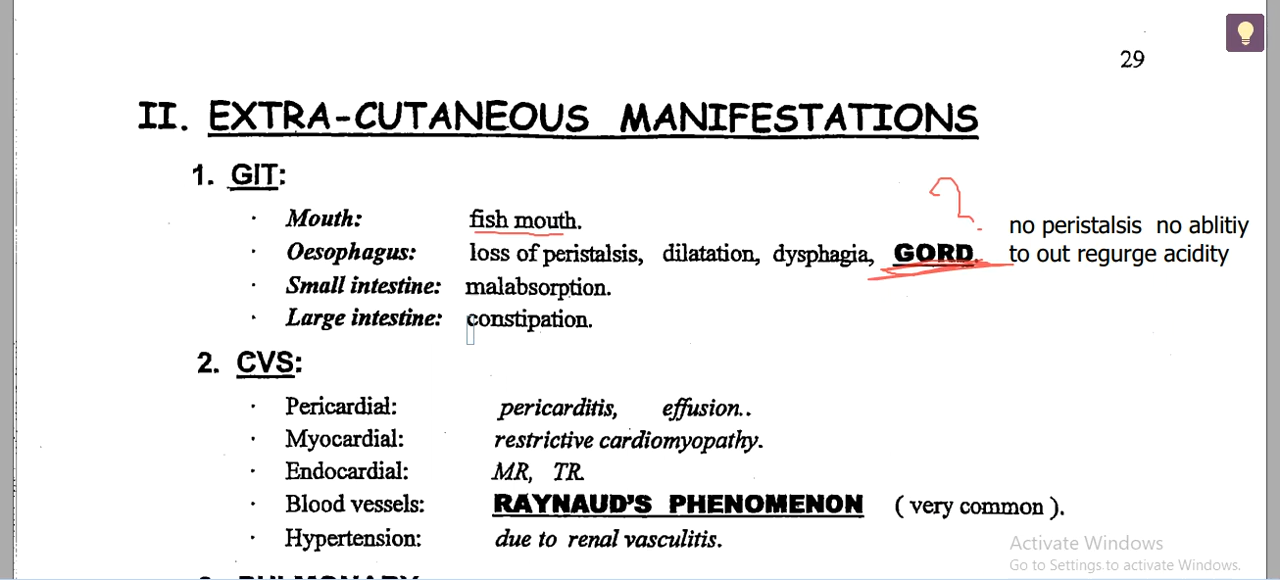 29
II. EXTRA-CUTANEOUS MANIFESTATIONS
1. GIT:
· Mouth: fish mouth.
· Oesophagus: loss of peristalsis, dilatation, dysphagia, GORD.
no peristalsis no ablitiy
to out regurge acidity
· Small intestine: malabsorption.
· Large intestine: constipation.
2. CVS:
· Pericardial: pericarditis, effusion..
· Myocardial: restrictive cardiomyopathy.
· Endocardial: MR, TR
· Blood vessels: RAYNAUD'S PHENOMENON ( very common ).
· Hypertension: due to renal vasculitis.
Activate Windows
Go to Settings to activate Windows.